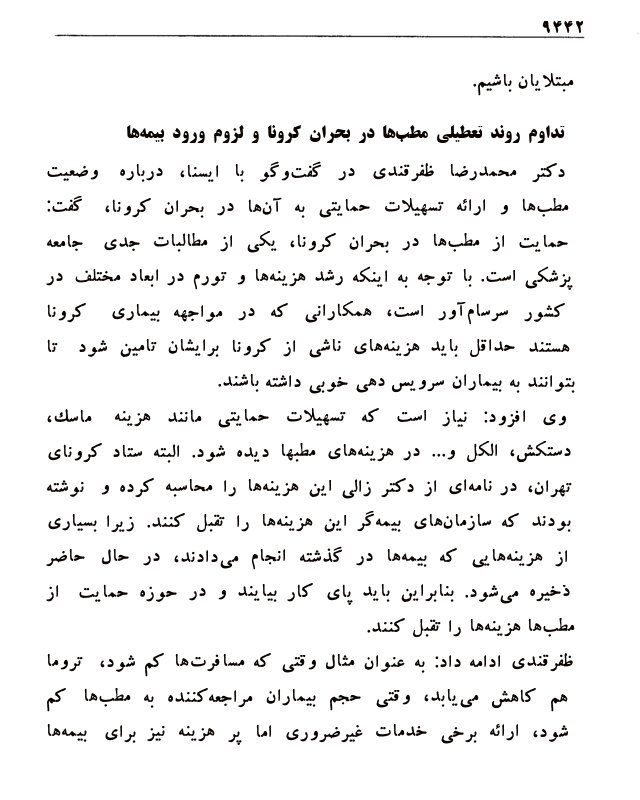 ۹۴۴۲
مبتلایان باشیم.
تداوم روند تعطیلی مطب‌ها در بحران کرونا و لزوم ورود بیمه‌ها
دکتر محمدرضا ظفرقندی در گفت‌وگو با ایسنا، درباره وضعیت
مطب‌ها و ارائه تسهیلات حمایتی به آن‌ها در بحران کرونا، گفت:
حمایت از مطب‌ها در بحران کرونا، یکی از مطالبات جدی جامعه
پزشکی است. با توجه به اینکه رشد هزینه‌ها و تورم در ابعاد مختلف در
کشور سرسام‌آور است، همکارانی که در مواجهه بیماری کرونا
هستند حداقل باید هزینه‌های ناشی از کرونا برایشان تامین شود تا
بتوانند به بیماران سرویس دهی خوبی داشته باشند.
وی افزود: نیاز است که تسهیلات حمایتی مانند هزینه ماسك،
دستکش، الکل و... در هزینه‌های مطبها دیده شود. البته ستاد کرونای
تهران، در نامه‌ای از دکتر زالی این هزینه‌ها را محاسبه کرده و نوشته
بودند که سازمان‌های بیمه‌گر این هزینه‌ها را تقبل کنند. زیرا بسیاری
از هزینه‌هایی که بیمه‌ها در گذشته انجام می‌دادند، در حال حاضر
ذخیره می‌شود. بنابراین باید پای کار بیایند و در حوزه حمایت از
مطب‌ها هزینه‌ها را تقبل کنند.
ظفرقندی ادامه داد: به عنوان مثال وقتی که مسافرت‌ها کم شود، تروما
هم کاهش می‌یابد، وقتی حجم بیماران مراجعه‌کننده به مطب‌ها کم
شود، ارائه برخی خدمات غیرضروری اما پر هزینه نیز برای بیمه‌ها